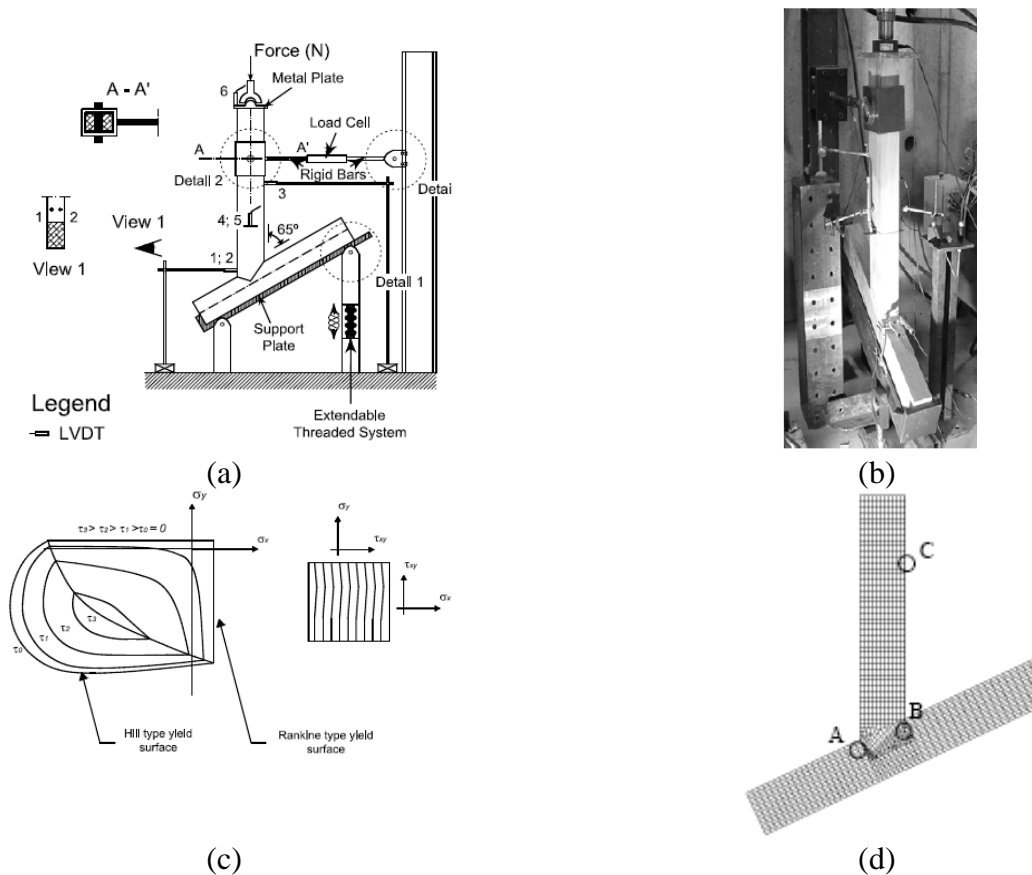 Force (N)
6
Metal Plate
A - A'
Load Cell
A
A'
Rigid Bars
Detall 2
Detai
3
1
2
View 1
4; 5
65º
1; 2
View 1
Detall 1
Support
Plate
Legend
LVDT
Extendable
Threaded System
(a)
(b)
σy
τ3 > τ2 > τ1 >τ0 = 0
σx
σy
τxy
τxy
σx
τ3
τ2
τ1
τ0
Hill type yield
surface
Rankine type yield
surface
C
B
A
(c)
(d)